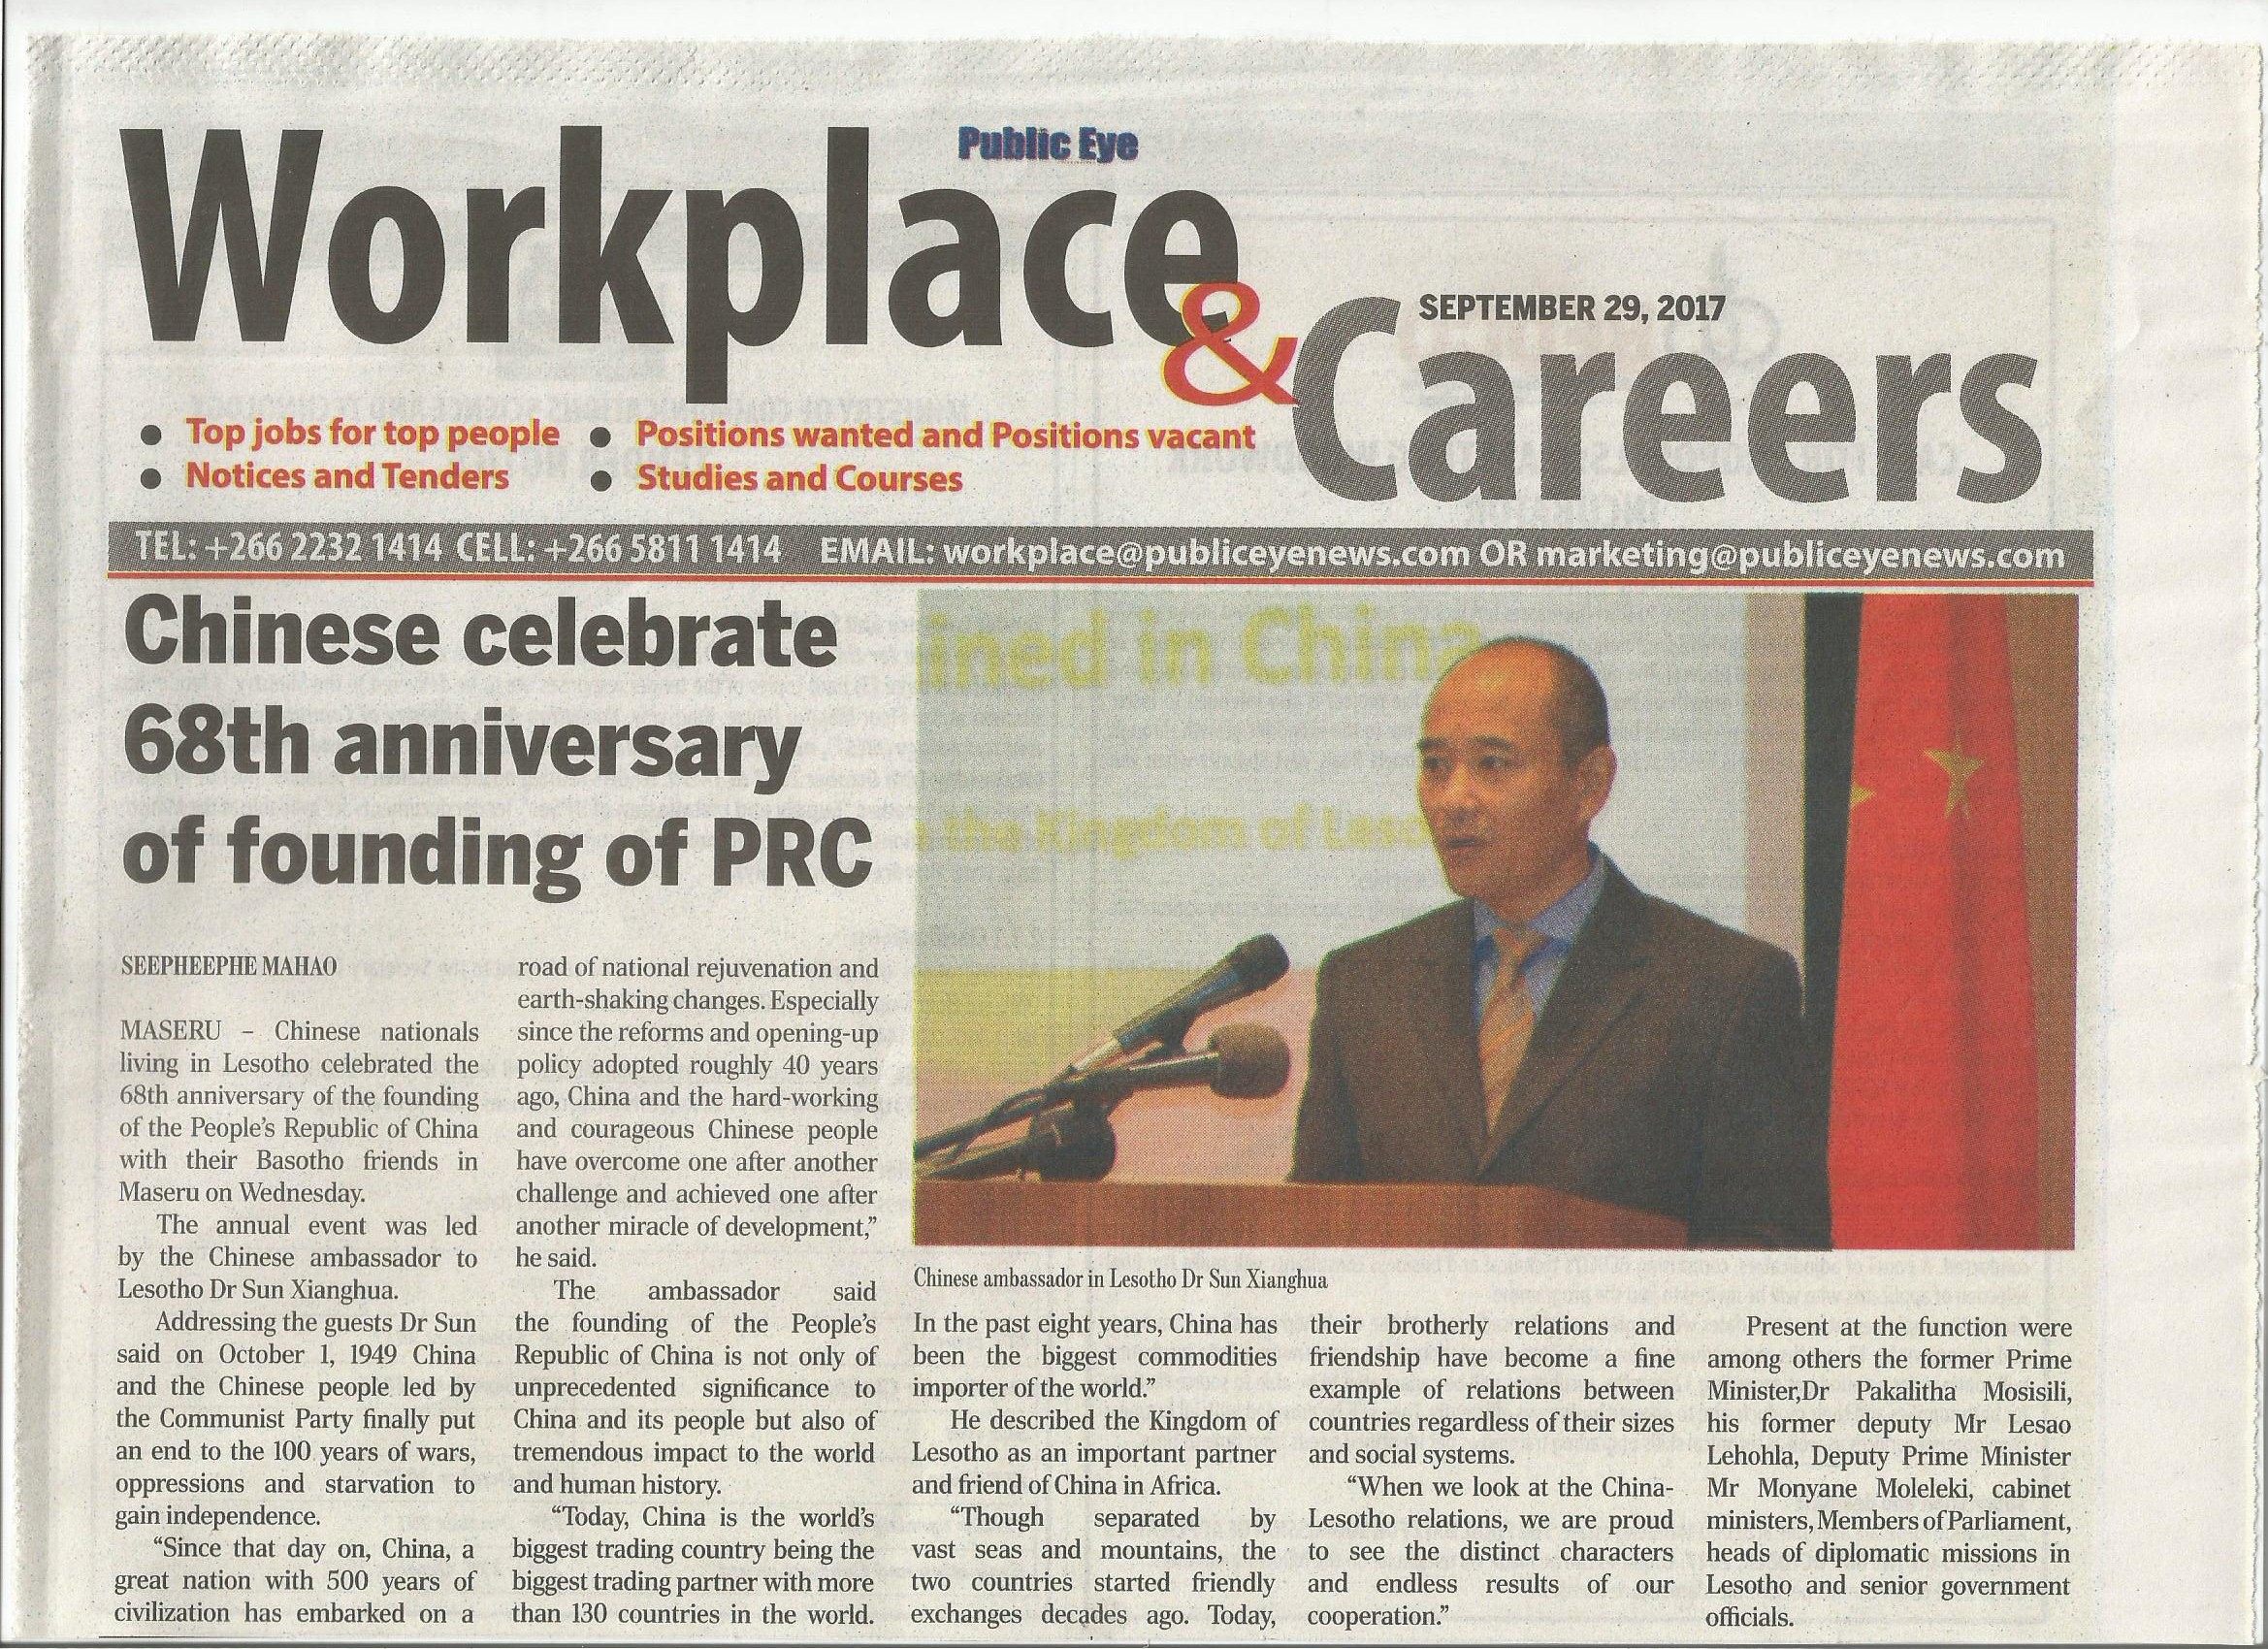 Public Eye
Workplace
&
Careers
SEPTEMBER 29, 2017
Top jobs for top people
Positions wanted and Positions vacant
Notices and Tenders
Studies and Courses
TEL: +266 2232 1414 CELL: +266 5811 1414 EMAIL: workplace@publiceyenews.com OR marketing@publiceyenews.com
Chinese celebrate
68th anniversary
of founding of PRC
SEEPHEEPHE MAHAO
MASERU – Chinese nationals
living in Lesotho celebrated the
68th anniversary of the founding
of the People’s Republic of China
with their Basotho friends in
Maseru on Wednesday.
The annual event was led
by the Chinese ambassador to
Lesotho Dr Sun Xianghua.
Addressing the guests Dr Sun
said on October 1, 1949 China
and the Chinese people led by
the Communist Party finally put
an end to the 100 years of wars,
oppressions and starvation to
gain independence.
“Since that day on, China, a
great nation with 500 years of
civilization has embarked on a
road of national rejuvenation and
earth-shaking changes. Especially
since the reforms and opening-up
policy adopted roughly 40 years
ago, China and the hard-working
and courageous Chinese people
have overcome one after another
challenge and achieved one after
another miracle of development,”
he said.
The ambassador said
the founding of the People’s
Republic of China is not only of
unprecedented significance to
China and its people but also of
tremendous impact to the world
and human history.
“Today, China is the world’s
biggest trading country being the
biggest trading partner with more
than 130 countries in the world.
ined in China
the Kingdom of Leso
Chinese ambassador in Lesotho Dr Sun Xianghua
In the past eight years, China has
been the biggest commodities
importer of the world.”
He described the Kingdom of
Lesotho as an important partner
and friend of China in Africa.
“Though separated by
vast seas and mountains, the
two countries started friendly
exchanges decades ago. Today,
their brotherly relations and
friendship have become a fine
example of relations between
countries regardless of their sizes
and social systems.
“When we look at the China-
Lesotho relations, we are proud
to see the distinct characters
and endless results of our
cooperation.”
Present at the function were
among others the former Prime
Minister,Dr Pakalitha Mosisili,
his former deputy Mr Lesao
Lehohla, Deputy Prime Minister
Mr Monyane Moleleki, cabinet
ministers, Members of Parliament,
heads of diplomatic missions in
Lesotho and senior government
officials.